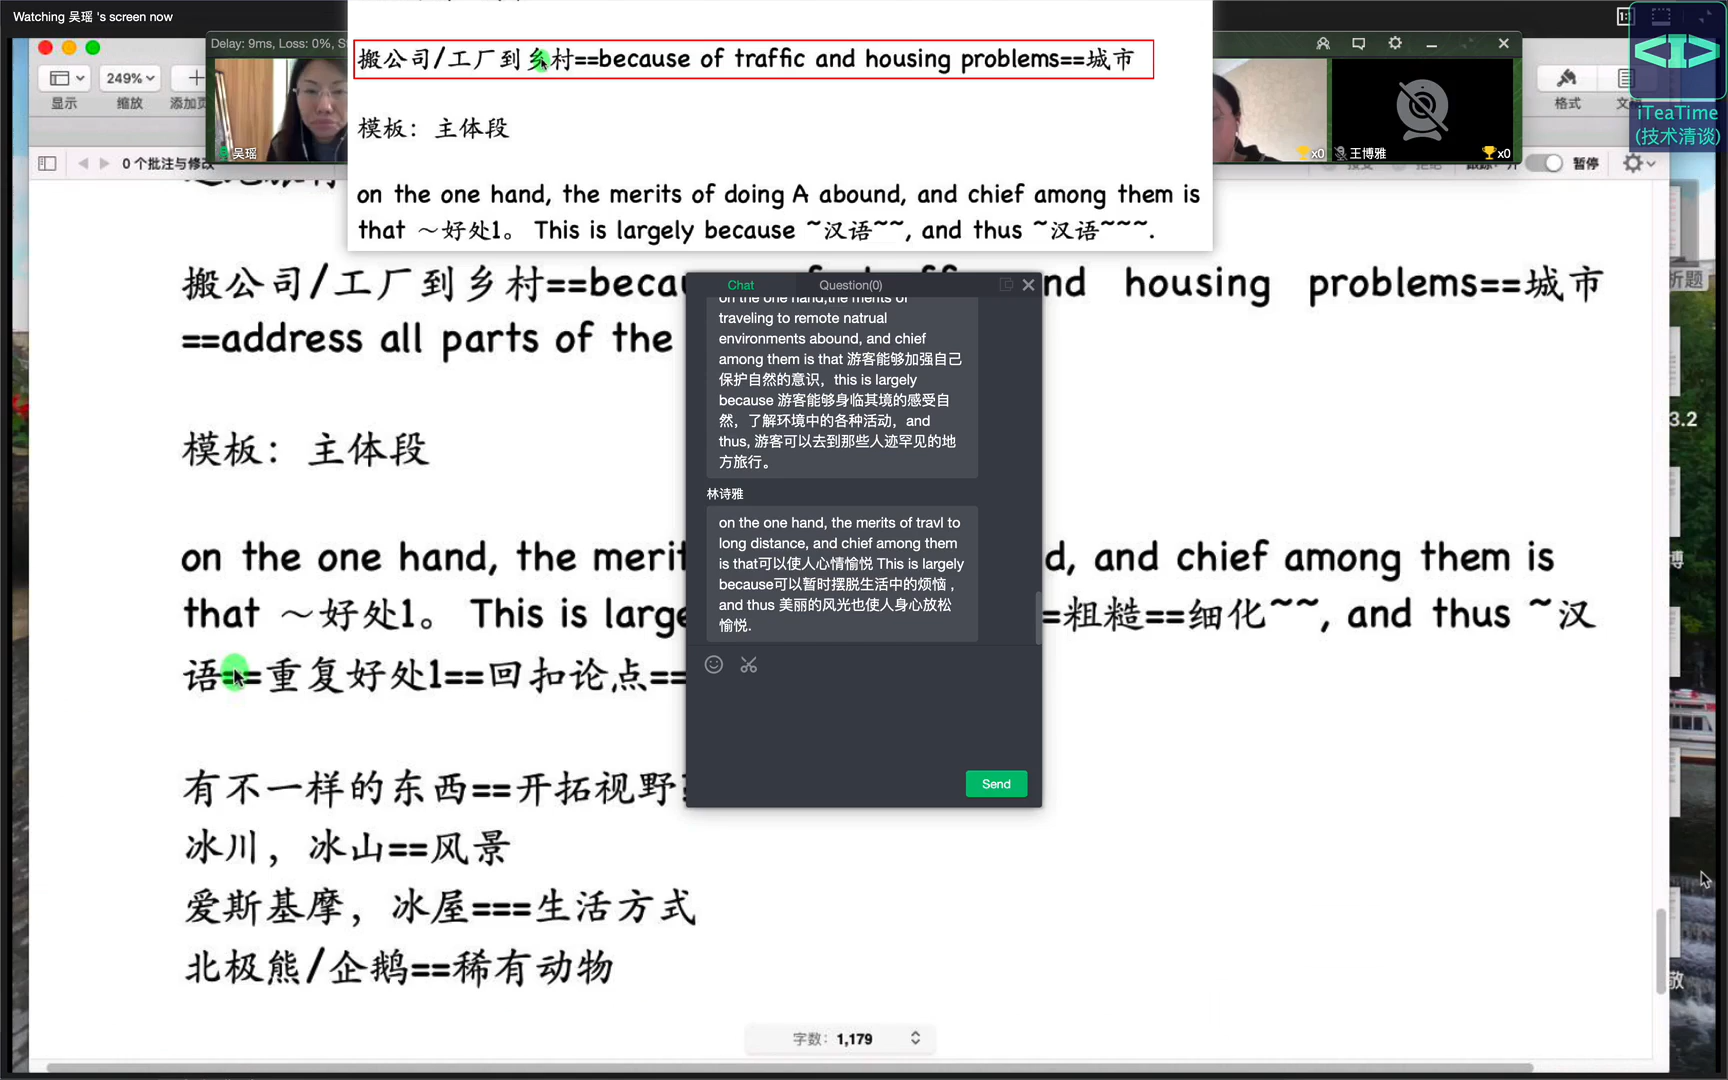 Watching 吴瑶 's screen now
Delay: 9ms, Loss: 0%, S
249%
显示
缩放
添加页
吴瑶
0 个批注与修改
搬公司/工厂到乡村==because of traffic and housing problems==城市
模板：主体段
on the one hand, the merits of doing A abound, and chief among them is
that ～好处1。 This is largely because ~汉语~~, and thus ~汉语~~~.
x0
王博雅
x0
格式
iTeaTime
(技术清谈)
暂停
搬公司/工厂到乡村==becau
nd housing problems==城市
==address all parts of the
模板：主体段
on the one hand, the merit
d, and chief among them is
that ～好处1。 This is large
=粗糙==细化~~, and thus ~汉
语==重复好处1==回扣论点==
有不一样的东西==开拓视野
冰川，冰山==风景
爱斯基摩，冰屋===生活方式
北极熊/企鹅==稀有动物
字数： 1,179
Chat
Question(0)
on the one hand,the merits of
traveling to remote natrual
environments abound, and chief
among them is that 游客能够加强自己
保护自然的意识，this is largely
because 游客能够身临其境的感受自
然，了解环境中的各种活动，and
thus, 游客可以去到那些人迹罕见的地
方旅行。
林诗雅
on the one hand, the merits of travl to
long distance, and chief among them
is that可以使人心情愉悦 This is largely
because可以暂时摆脱生活中的烦恼 ,
and thus 美丽的风光也使人身心放松
愉悦.
Send
析题
3.2